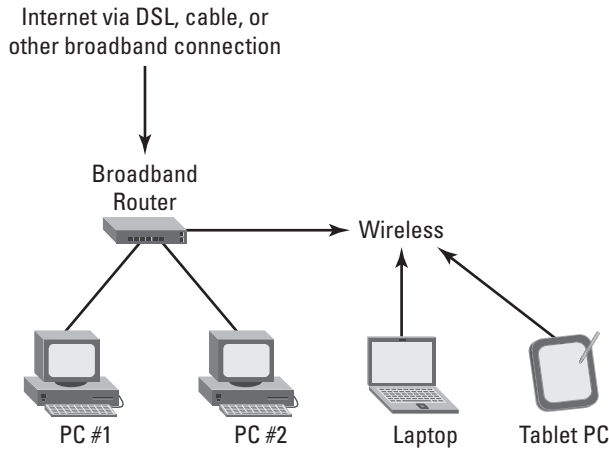 Internet via DSL, cable, or
other broadband connection
Broadband
Router
Wireless
PC #1
PC #2
Laptop
Tablet PC